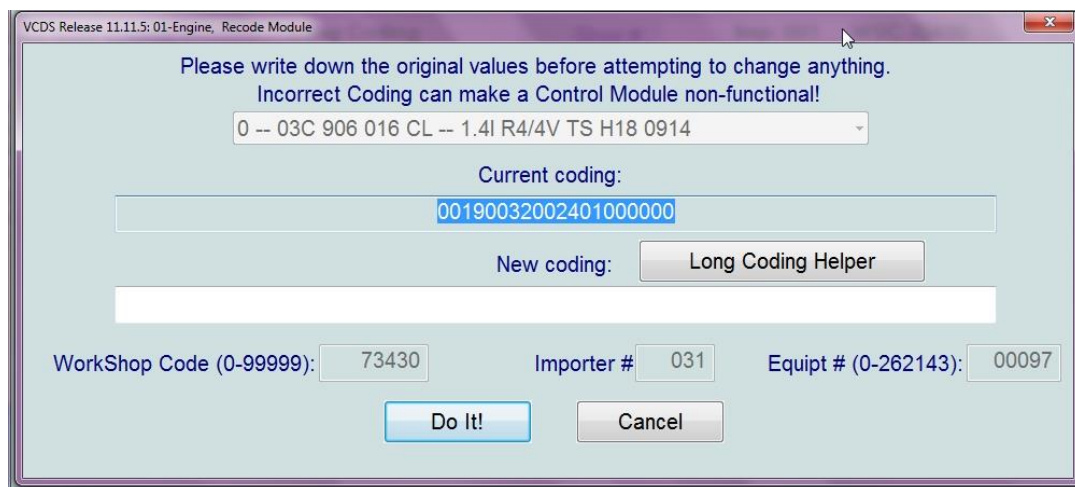 VCDS Release 11.11.5: 01-Engine, Recode Module
Please write down the original values before attempting to change anything.
Incorrect Coding can make a Control Module non-functional!
0 -- 03C 906 016 CL -- 1.4l R4/4V TS H18 0914
Current coding:
00190032002401000000
New coding: Long Coding Helper
WorkShop Code (0-99999): 73430 Importer # 031 Equipt # (0-262143): 00097
Do It! Cancel